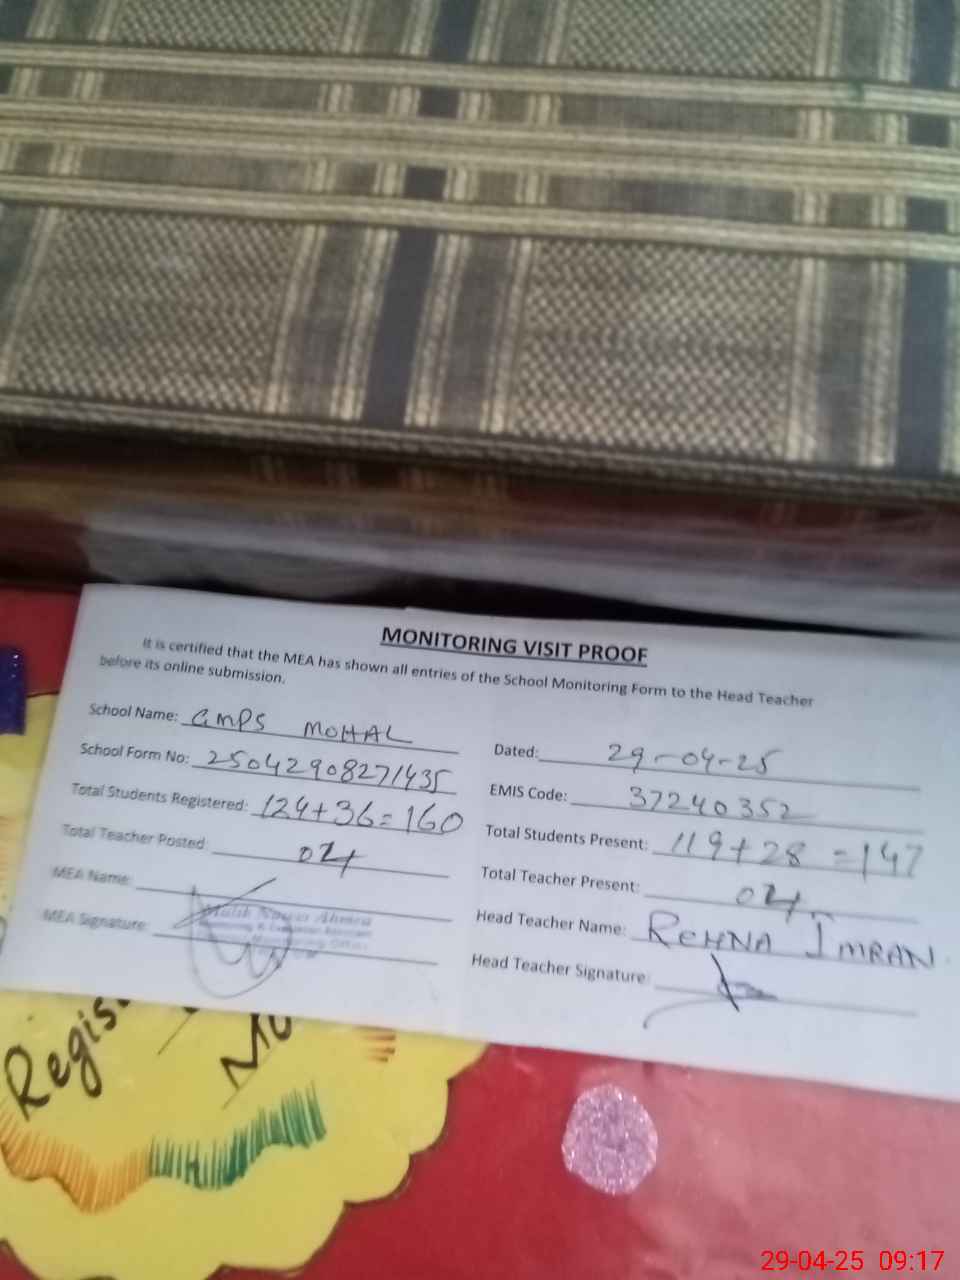 MONITORING VISIT PROOF
It is certified that the MEA has shown all entries of the School Monitoring Form to the Head Teacher
before its online submission.
School Name: GMPS MOHAL
Dated: 29-04-25
School Form No: 25042908271435
EMIS Code: 37240352
Total Students Registered: 124+36=160
Total Students Present: 119+28=147
Total Teacher Posted: 04
Total Teacher Present: 04
MEA Name:
Head Teacher Name: REHNA IMRAN
MEA Signature:
Head Teacher Signature:
Monitoring
Regis
29-04-25 09:17